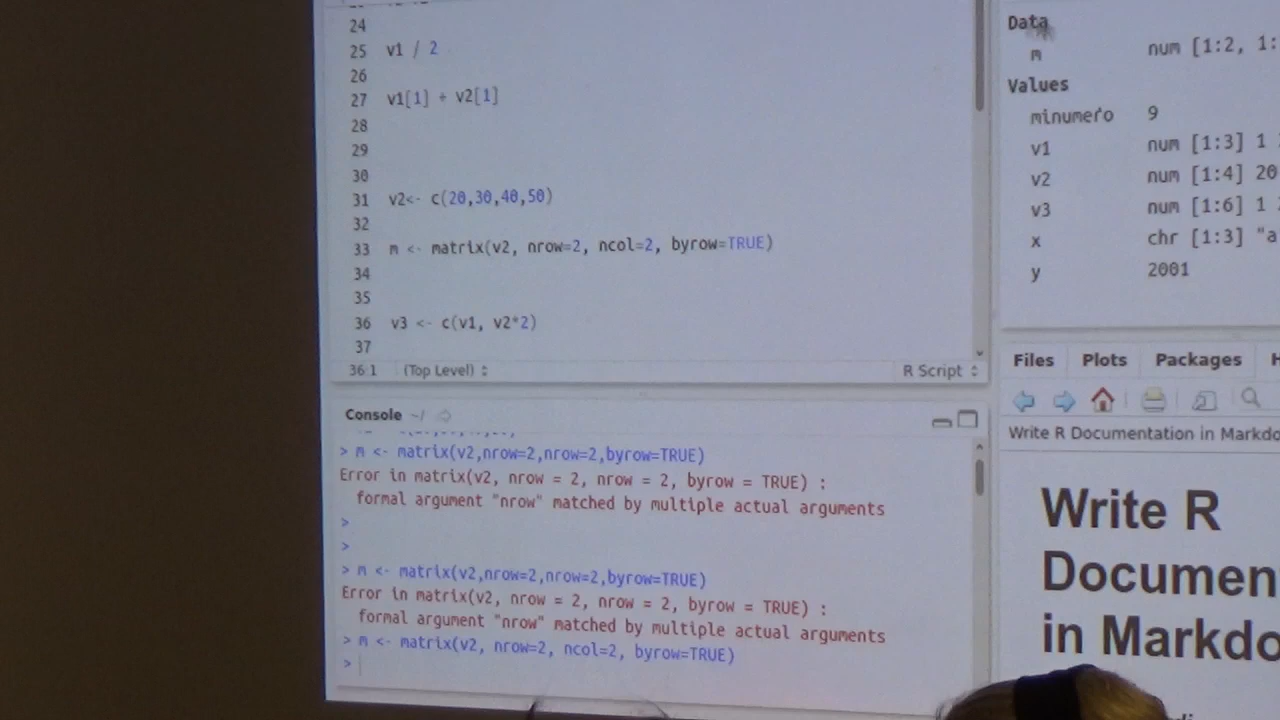 24
25 v1 / 2
26
27 v1[1] + v2[1]
28
29
30
31 v2<- c(20,30,40,50)
32
33 m <- matrix(v2, nrow=2, ncol=2, byrow=TRUE)
34
35
36 v3 <- c(v1, v2*2)
37
36:1 (Top Level) R Script
Console ~/
> m <- matrix(v2,nrow=2,nrow=2,byrow=TRUE)
Error in matrix(v2, nrow = 2, nrow = 2, byrow = TRUE) :
formal argument "nrow" matched by multiple actual arguments
>
>
> m <- matrix(v2,nrow=2,nrow=2,byrow=TRUE)
Error in matrix(v2, nrow = 2, nrow = 2, byrow = TRUE) :
formal argument "nrow" matched by multiple actual arguments
> m <- matrix(v2, nrow=2, ncol=2, byrow=TRUE)
>
Data
m num [1:2, 1:
Values
minumero 9
v1 num [1:3] 1
v2 num [1:4] 20
v3 num [1:6] 1
x chr [1:3] "a
y 2001
Files Plots Packages H
Write R Documentation in Markdo
Write R
Documen
in Markdo